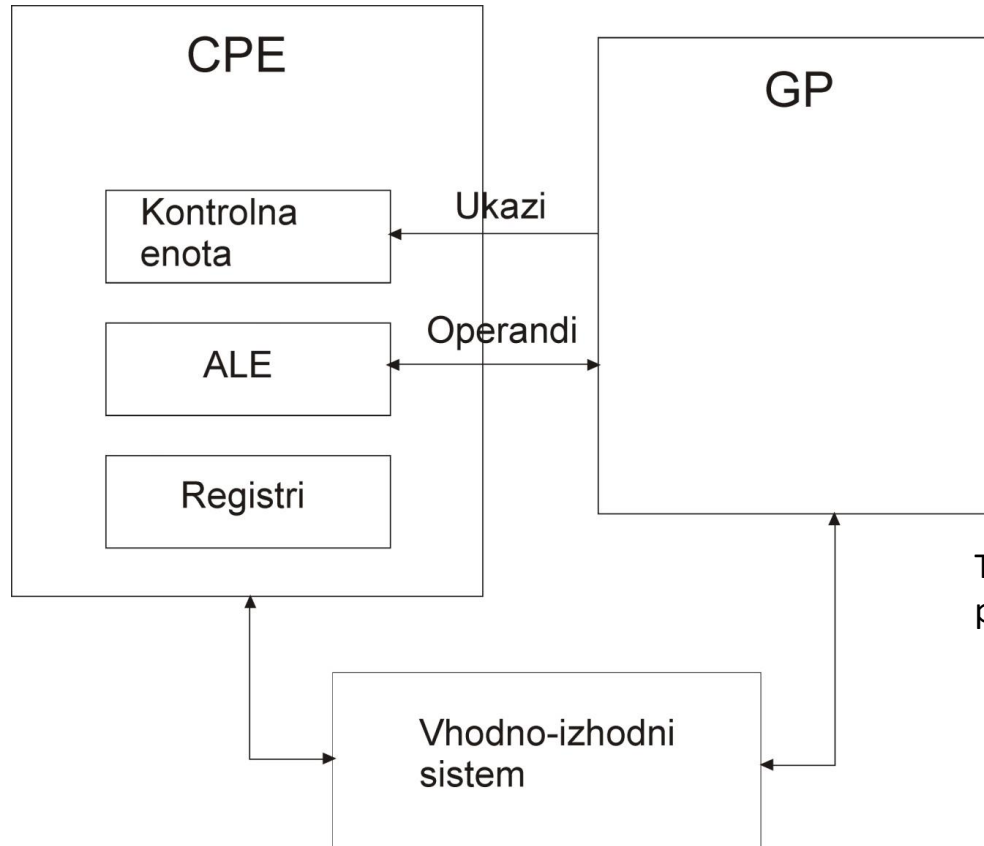 CPE
GP
Kontrolna
enota
Ukazi
Operandi
ALE
Registri
Vhodno-izhodni
sistem